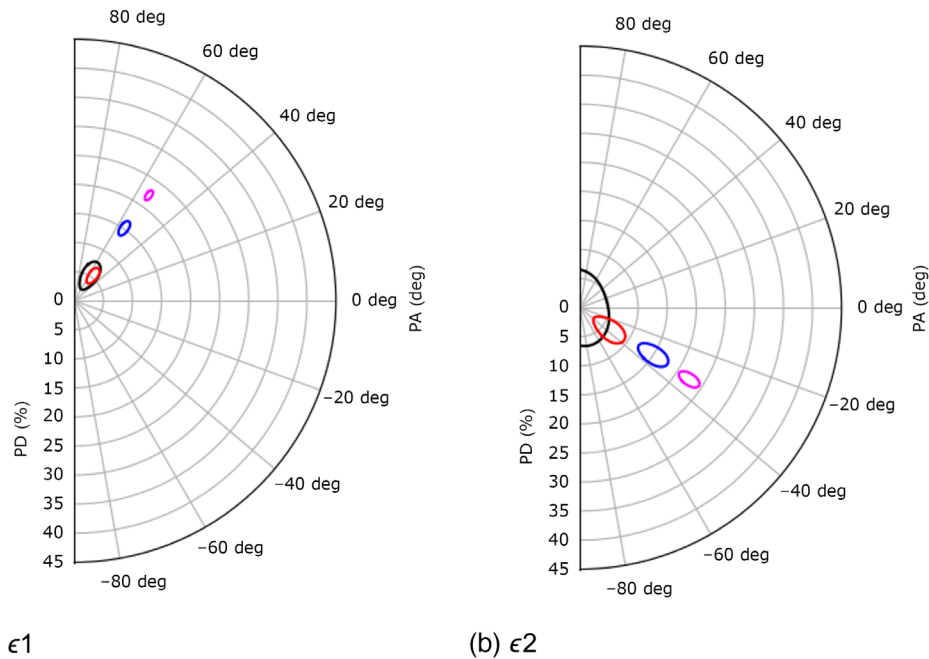 80 deg
60 deg
40 deg
20 deg
0 deg
PA (deg)
−20 deg
−40 deg
−60 deg
−80 deg
0
5
10
15
20
25
30
35
40
45
PD (%)
ϵ1
80 deg
60 deg
40 deg
20 deg
0 deg
PA (deg)
−20 deg
−40 deg
−60 deg
−80 deg
0
5
10
15
20
25
30
35
40
45
PD (%)
(b) ϵ2